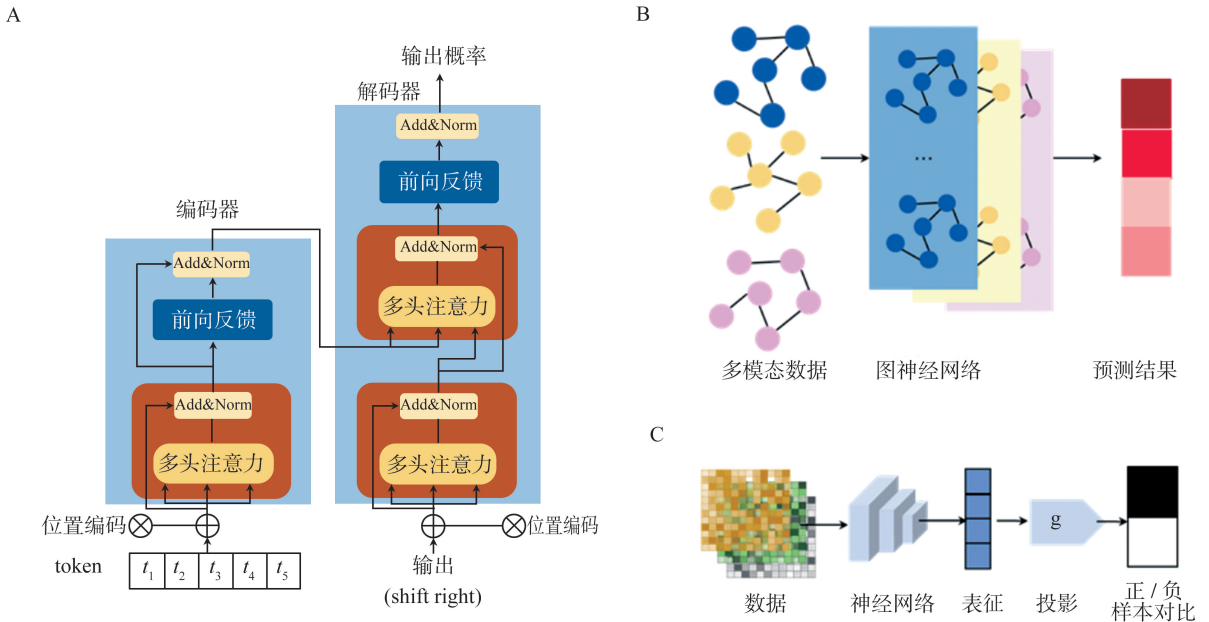 A
输出概率
解码器
Add&Norm
前向反馈
编码器
Add&Norm
Add&Norm
多头注意力
前向反馈
Add&Norm
Add&Norm
多头注意力
多头注意力
位置编码
位置编码
token
t1 t2 t3 t4 t5
输出
(shift right)
B
...
多模态数据
图神经网络
预测结果
C
g
数据
神经网络
表征
投影
正 / 负
样本对比